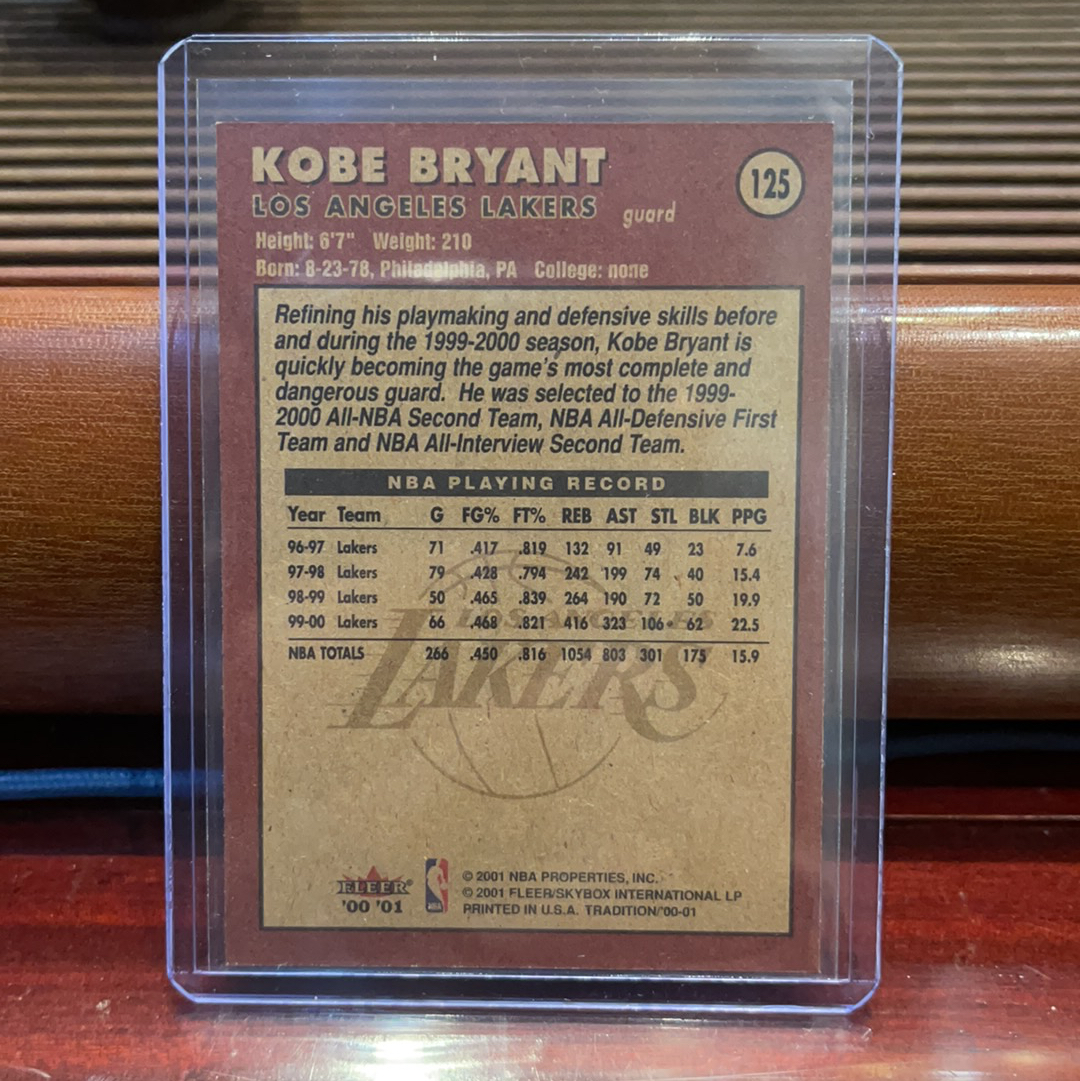 KOBE BRYANT
125
LOS ANGELES LAKERS guard
Height: 6'7" Weight: 210
Born: 8-23-78, Philadelphia, PA College: none
Refining his playmaking and defensive skills before
and during the 1999-2000 season, Kobe Bryant is
quickly becoming the game's most complete and
dangerous guard. He was selected to the 1999-
2000 All-NBA Second Team, NBA All-Defensive First
Team and NBA All-Interview Second Team.
NBA PLAYING RECORD
Year Team G FG% FT% REB AST STL BLK PPG
96-97 Lakers 71 .417 .819 132 91 49 23 7.6
97-98 Lakers 79 .428 .794 242 199 74 40 15.4
98-99 Lakers 50 .465 .839 264 190 72 50 19.9
99-00 Lakers 66 .468 .821 416 323 106 62 22.5
NBA TOTALS 266 .450 .816 1054 803 301 175 15.9
LOS ANGELES
LAKERS
FLEER
'00 '01
NBA
© 2001 NBA PROPERTIES, INC.
© 2001 FLEER/SKYBOX INTERNATIONAL LP
PRINTED IN U.S.A. TRADITION/'00-01